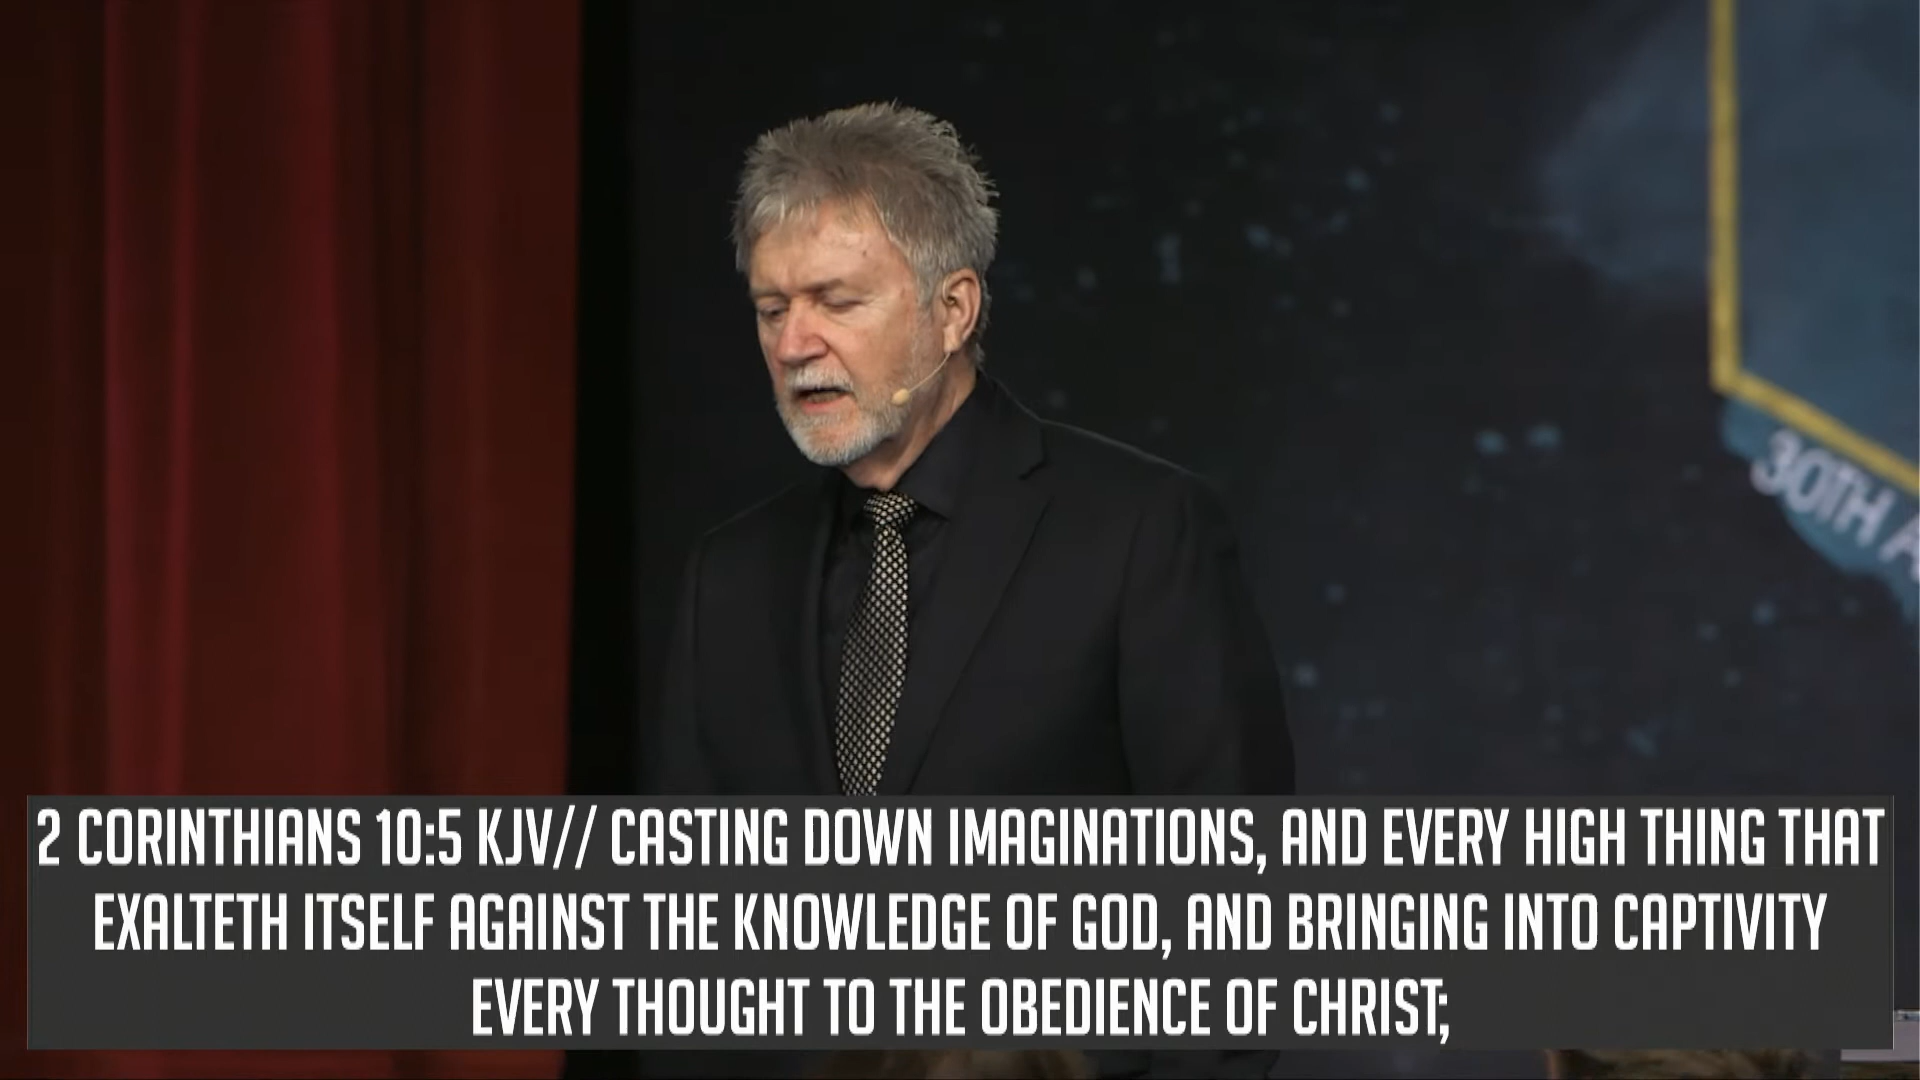 30TH A
2 CORINTHIANS 10:5 KJV// CASTING DOWN IMAGINATIONS, AND EVERY HIGH THING THAT
EXALTETH ITSELF AGAINST THE KNOWLEDGE OF GOD, AND BRINGING INTO CAPTIVITY
EVERY THOUGHT TO THE OBEDIENCE OF CHRIST;